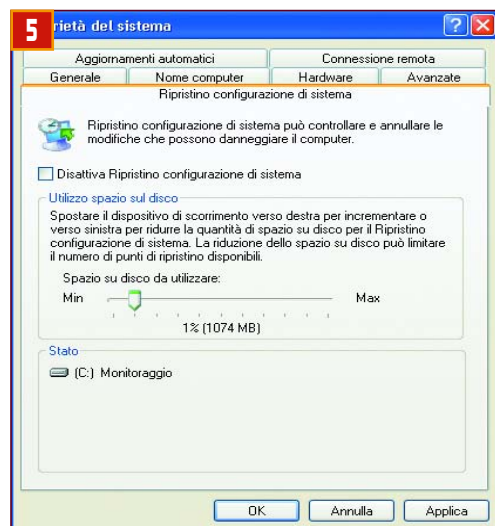 5
rietà del sistema
Aggiornamenti automatici
Connessione remota
Generale
Nome computer
Hardware
Avanzate
Ripristino configurazione di sistema
Ripristino configurazione di sistema può controllare e annullare le
modifiche che possono danneggiare il computer.
Disattiva Ripristino configurazione di sistema
Utilizzo spazio sul disco
Spostare il dispositivo di scorrimento verso destra per incrementare o
verso sinistra per ridurre la quantità di spazio su disco per il Ripristino
configurazione di sistema. La riduzione dello spazio su disco può limitare
il numero di punti di ripristino disponibili.
Spazio su disco da utilizzare:
Min
Max
1% (1074 MB)
Stato
(C:) Monitoraggio
OK
Annulla
Applica